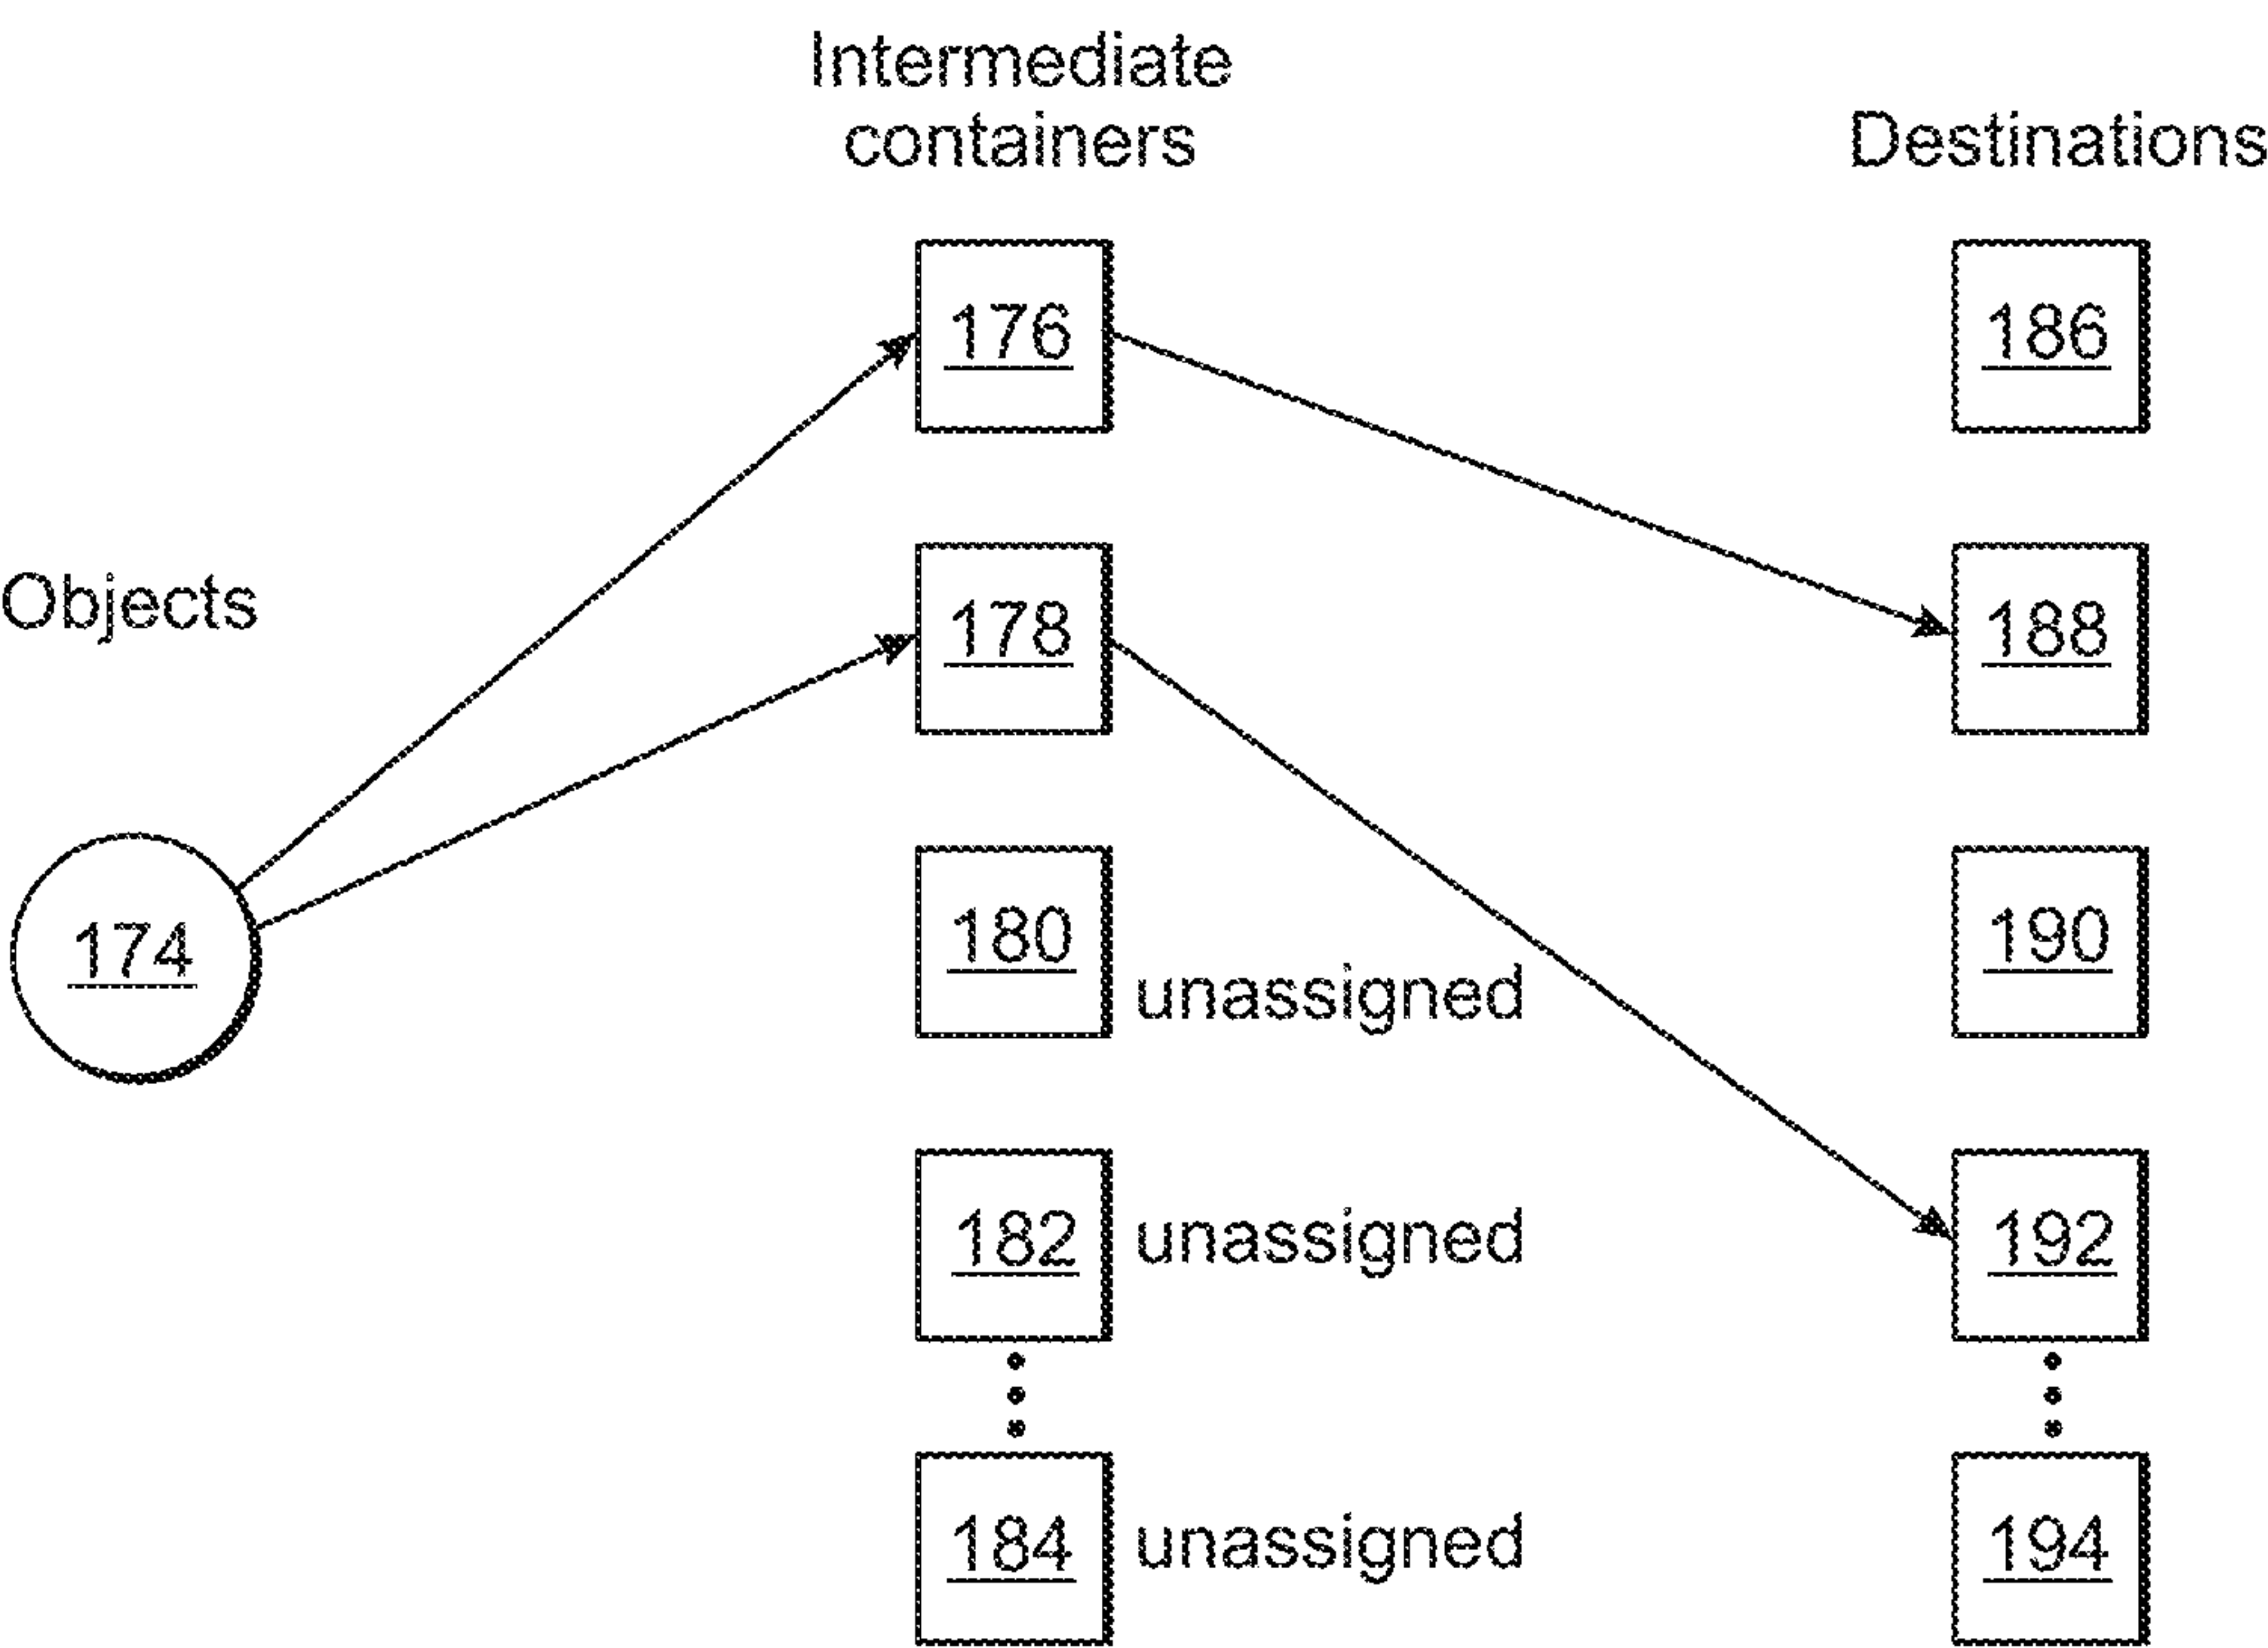 Intermediate
containers
Destinations
176
186
Objects
178
188
174
180
unassigned
190
182
unassigned
192
184
unassigned
194